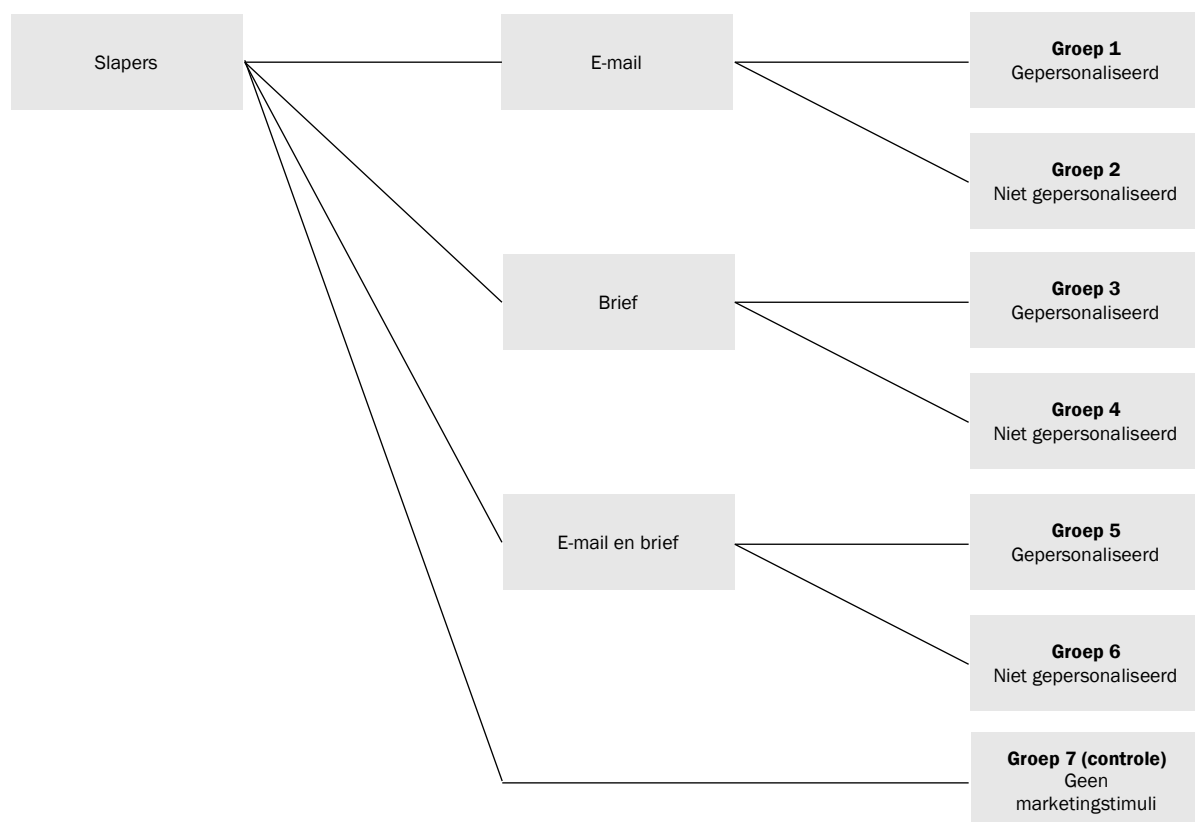 Slapers
E-mail
Groep 1
Gepersonaliseerd
Groep 2
Niet gepersonaliseerd
Brief
Groep 3
Gepersonaliseerd
Groep 4
Niet gepersonaliseerd
E-mail en brief
Groep 5
Gepersonaliseerd
Groep 6
Niet gepersonaliseerd
Groep 7 (controle)
Geen
marketingstimuli